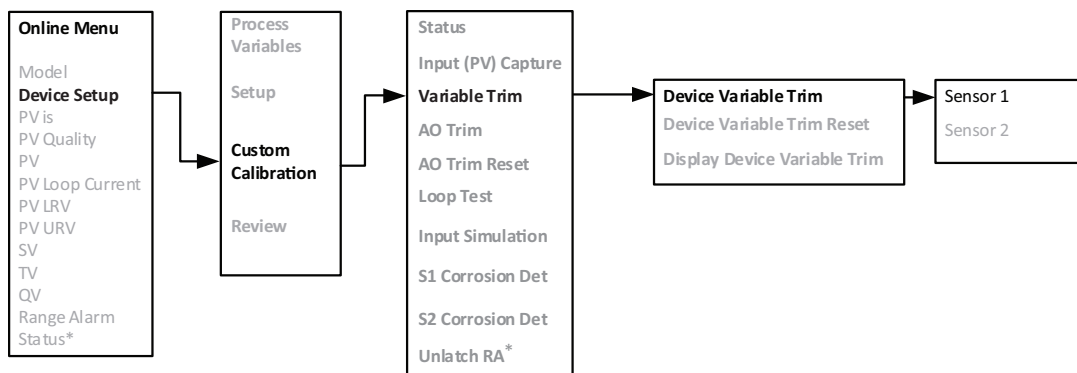 Online Menu
Model
Device Setup
PV is
PV Quality
PV
PV Loop Current
PV LRV
PV URV
SV
TV
QV
Range Alarm
Status*
Process
Variables
Setup
Custom
Calibration
Review
Status
Input (PV) Capture
Variable Trim
AO Trim
AO Trim Reset
Loop Test
Input Simulation
S1 Corrosion Det
S2 Corrosion Det
Unlatch RA*
Device Variable Trim
Device Variable Trim Reset
Display Device Variable Trim
Sensor 1
Sensor 2